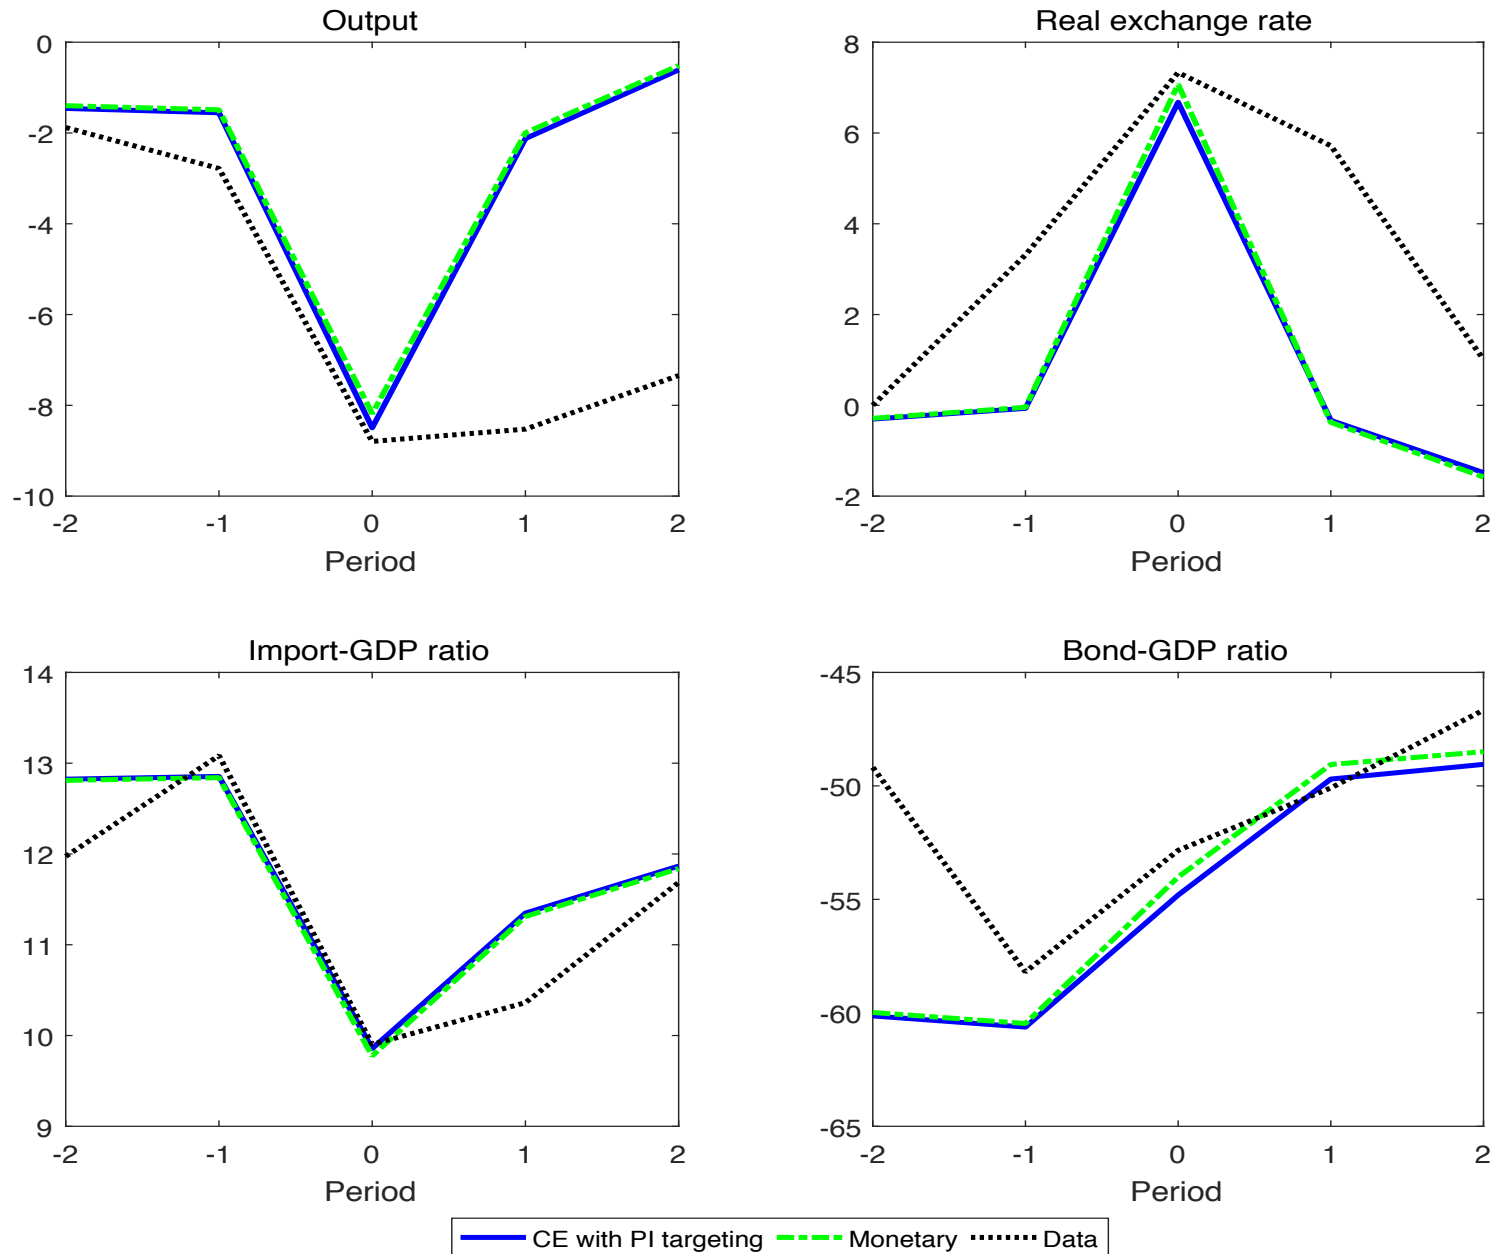 Output
0
-2
-4
-6
-8
-10
-2 -1 0 1 2
Period
Real exchange rate
8
6
4
2
0
-2
-2 -1 0 1 2
Period
Import-GDP ratio
14
13
12
11
10
9
-2 -1 0 1 2
Period
Bond-GDP ratio
-45
-50
-55
-60
-65
-2 -1 0 1 2
Period
CE with PI targeting Monetary Data